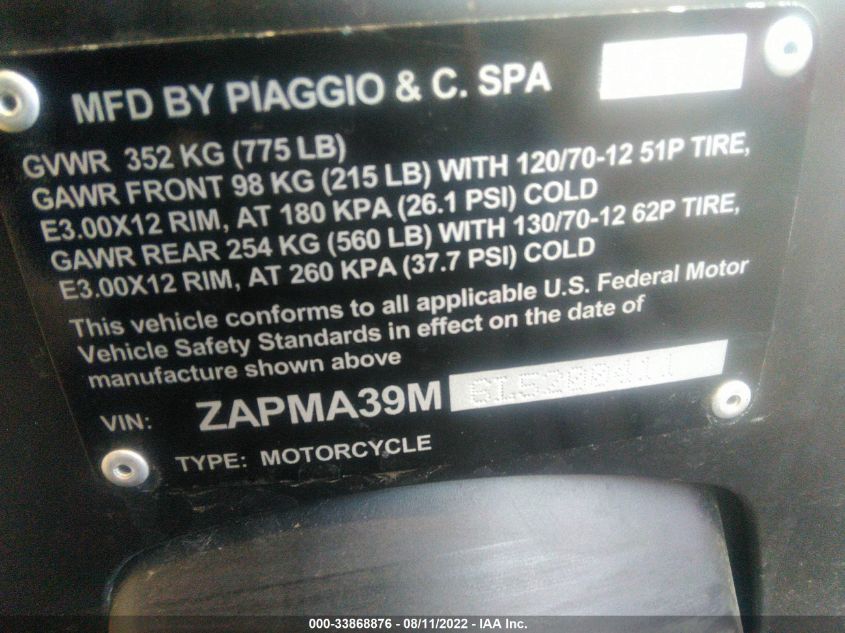 MFD BY PIAGGIO & C. SPA
GVWR 352 KG (775 LB)
GAWR FRONT 98 KG (215 LB) WITH 120/70-12 51P TIRE,
E3.00X12 RIM, AT 180 KPA (26.1 PSI) COLD
GAWR REAR 254 KG (560 LB) WITH 130/70-12 62P TIRE,
E3.00X12 RIM, AT 260 KPA (37.7 PSI) COLD
This vehicle conforms to all applicable U.S. Federal Motor
Vehicle Safety Standards in effect on the date of
manufacture shown above
VIN: ZAPMA39M
TYPE: MOTORCYCLE
000-33868876 - 08/11/2022 - IAA Inc.